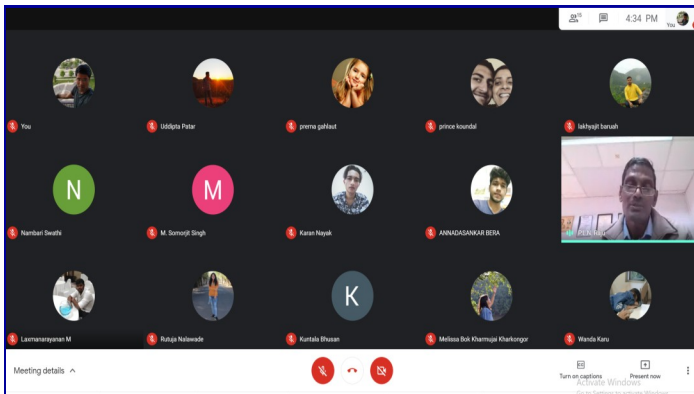 15
4:34 PM
You
You
Uddipta Patar
prerna gahlaut
prince koundal
lakhyajit baruah
N
M
Nambari Swathi
M. Somorjit Singh
Karan Nayak
ANNADASANKAR BERA
K
Laxmanarayanan M
Rutuja Nalawade
Kuntala Bhusan
Melissa Bok Kharmujai Kharkongor
Wanda Karu
Meeting details
Turn on captions
Present now
Activate Windows